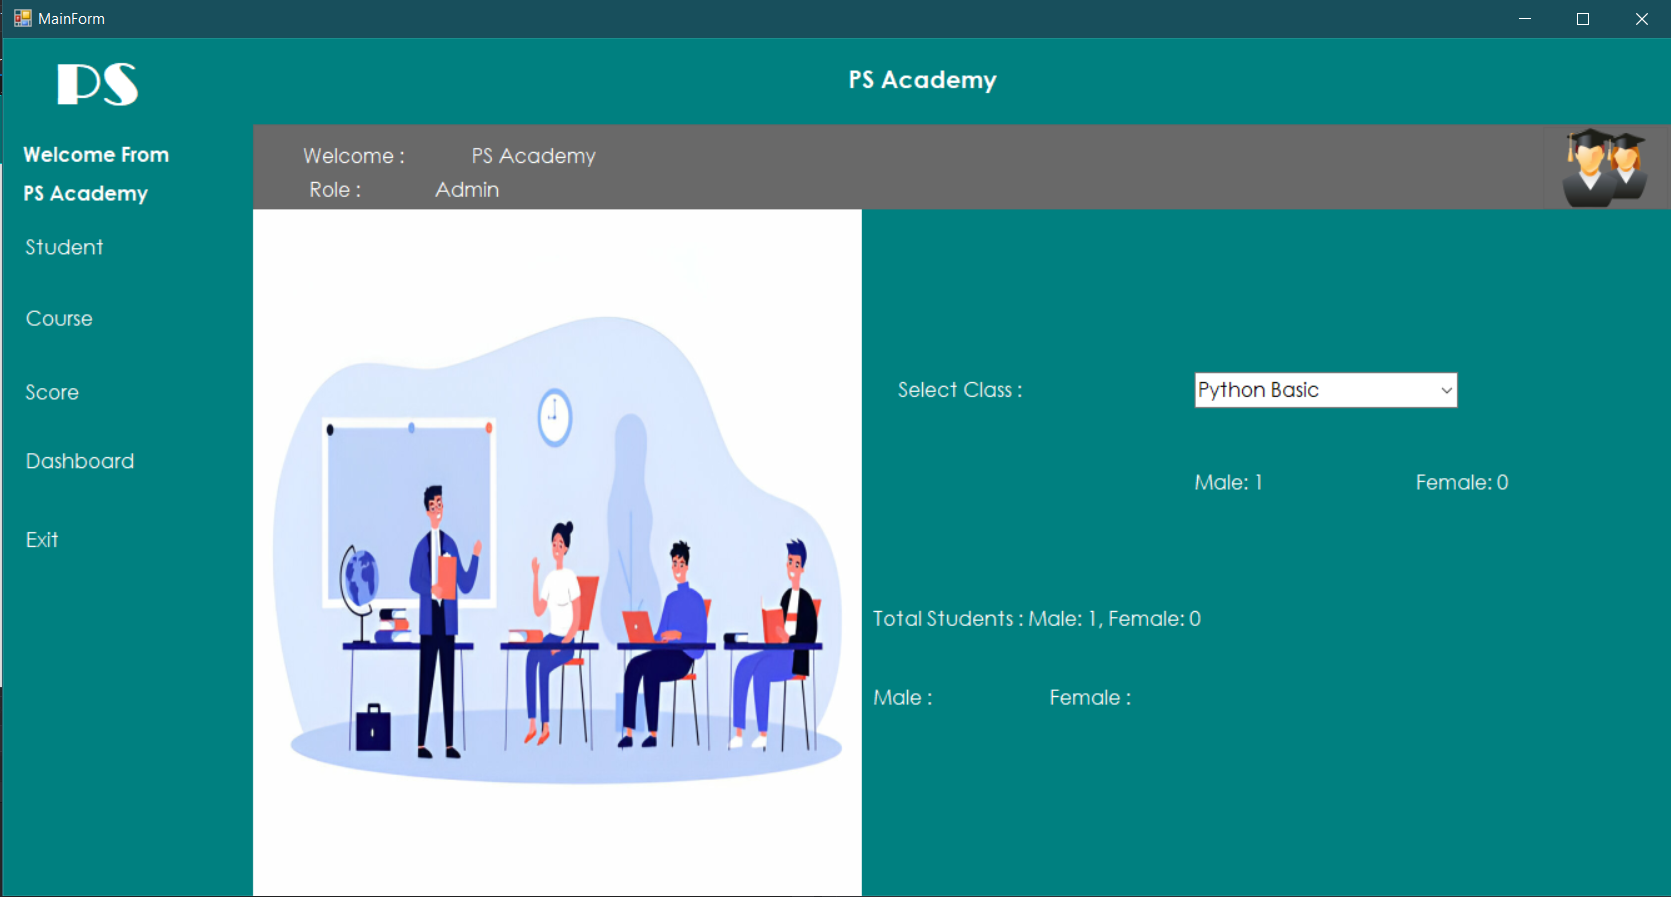 MainForm
PS
PS Academy
Welcome From
PS Academy
Welcome : PS Academy
Role : Admin
Student
Course
Score
Dashboard
Exit
Select Class : Python Basic
Male: 1 Female: 0
Total Students : Male: 1, Female: 0
Male : Female :